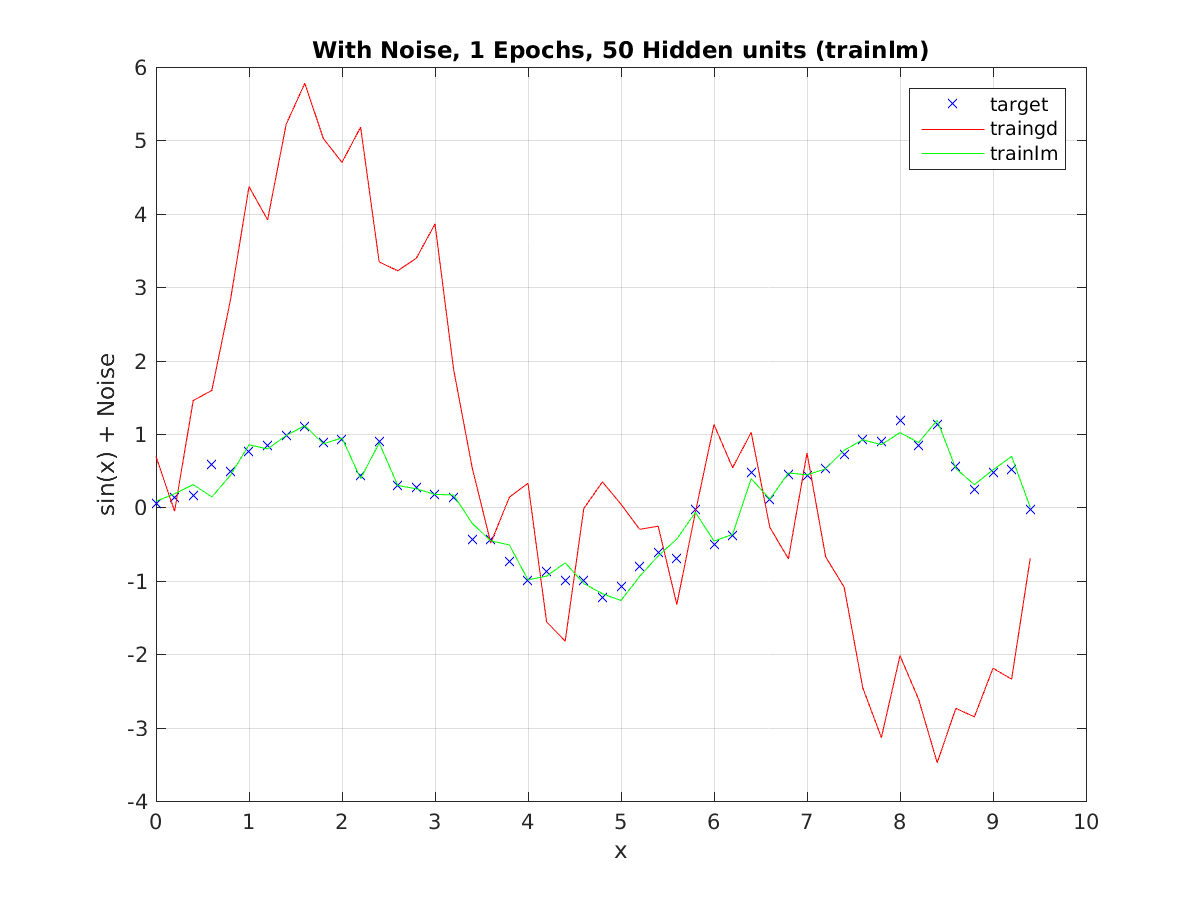 With Noise, 1 Epochs, 50 Hidden units (trainlm)
6
5
4
3
2
1
0
-1
-2
-3
-4
sin(x) + Noise
target
traingd
trainlm
0 1 2 3 4 5 6 7 8 9 10
x